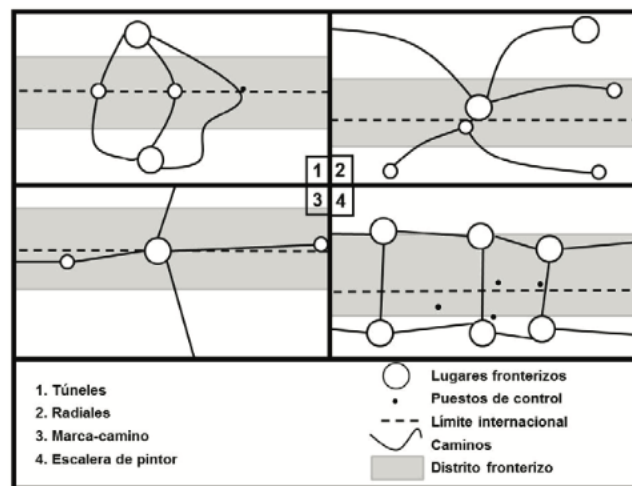 1 2
3 4
1. Túneles
2. Radiales
3. Marca-camino
4. Escalera de pintor
Lugares fronterizos
Puestos de control
Límite internacional
Caminos
Distrito fronterizo